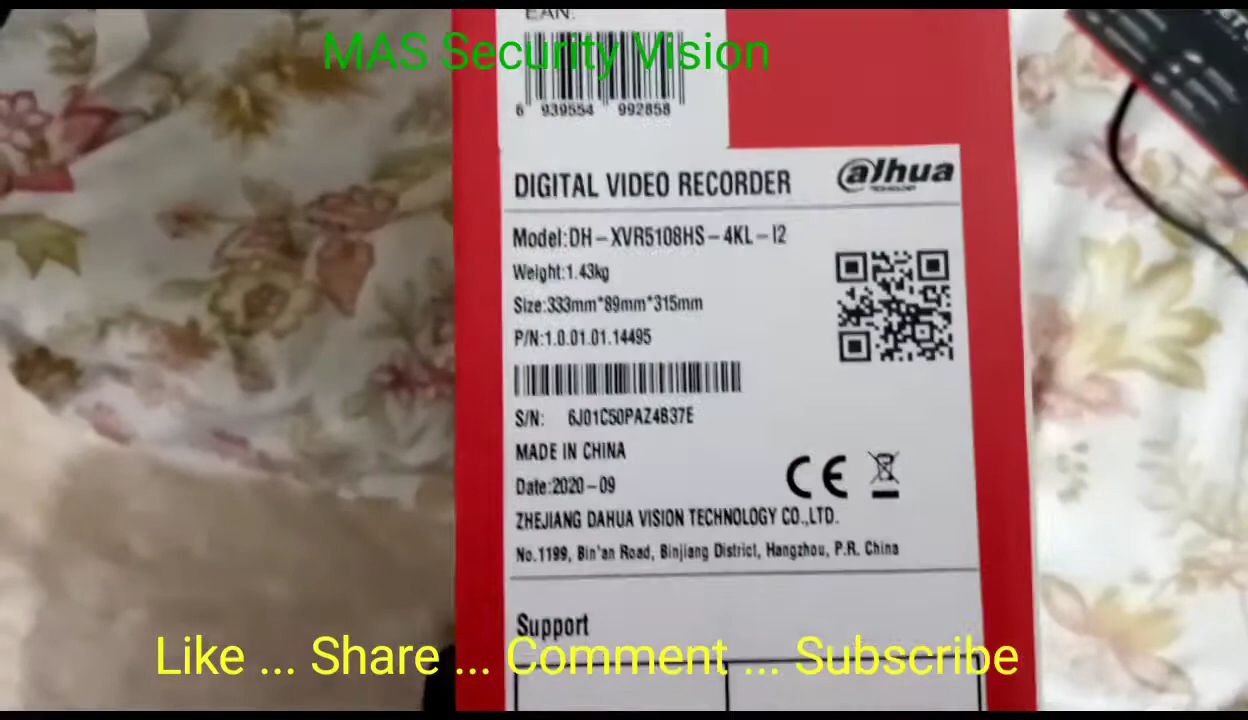 EAN:
MAS Security Vision
6 939554 992858
DIGITAL VIDEO RECORDER
alhua
TECHNOLOGY
Model:DH-XVR5108HS-4KL-I2
Weight:1.43kg
Size:333mm*89mm*315mm
P/N:1.0.01.01.14495
S/N: 6J01C50PAZ4B37E
MADE IN CHINA
Date:2020-09
CE
ZHEJIANG DAHUA VISION TECHNOLOGY CO.,LTD.
No.1199, Bin'an Road, Binjiang District, Hangzhou, P.R. China
Support
Like ... Share ... Comment ... Subscribe